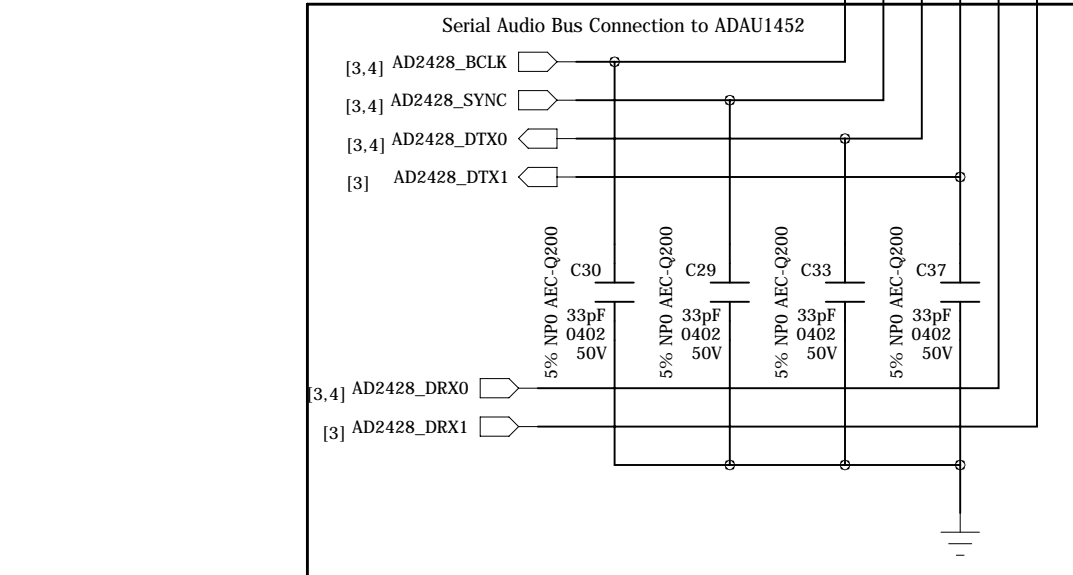 Serial Audio Bus Connection to ADAU1452
[3,4] AD2428_BCLK
[3,4] AD2428_SYNC
[3,4] AD2428_DTX0
[3] AD2428_DTX1
5% NP0 AEC-Q200
C30
33pF
0402
50V
5% NP0 AEC-Q200
C29
33pF
0402
50V
5% NP0 AEC-Q200
C33
33pF
0402
50V
5% NP0 AEC-Q200
C37
33pF
0402
50V
[3,4] AD2428_DRX0
[3] AD2428_DRX1